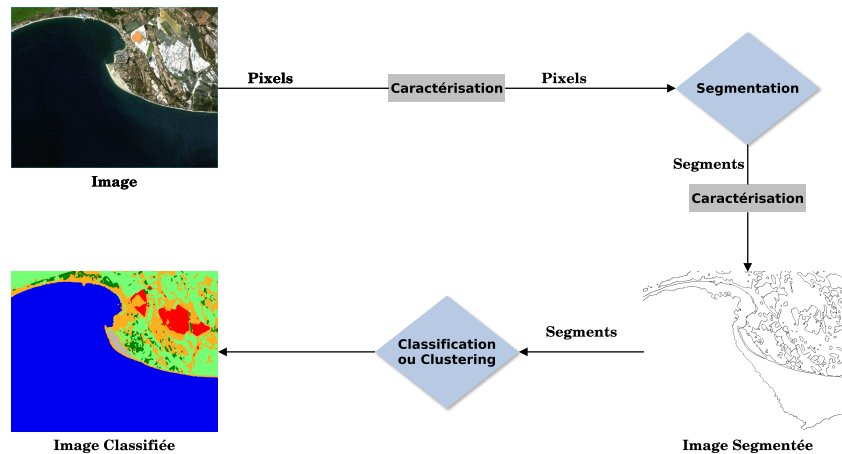 Pixels
Caractérisation
Pixels
Segmentation
Image
Segments
Caractérisation
Segments
Classification
ou Clustering
Image Classifiée
Image Segmentée